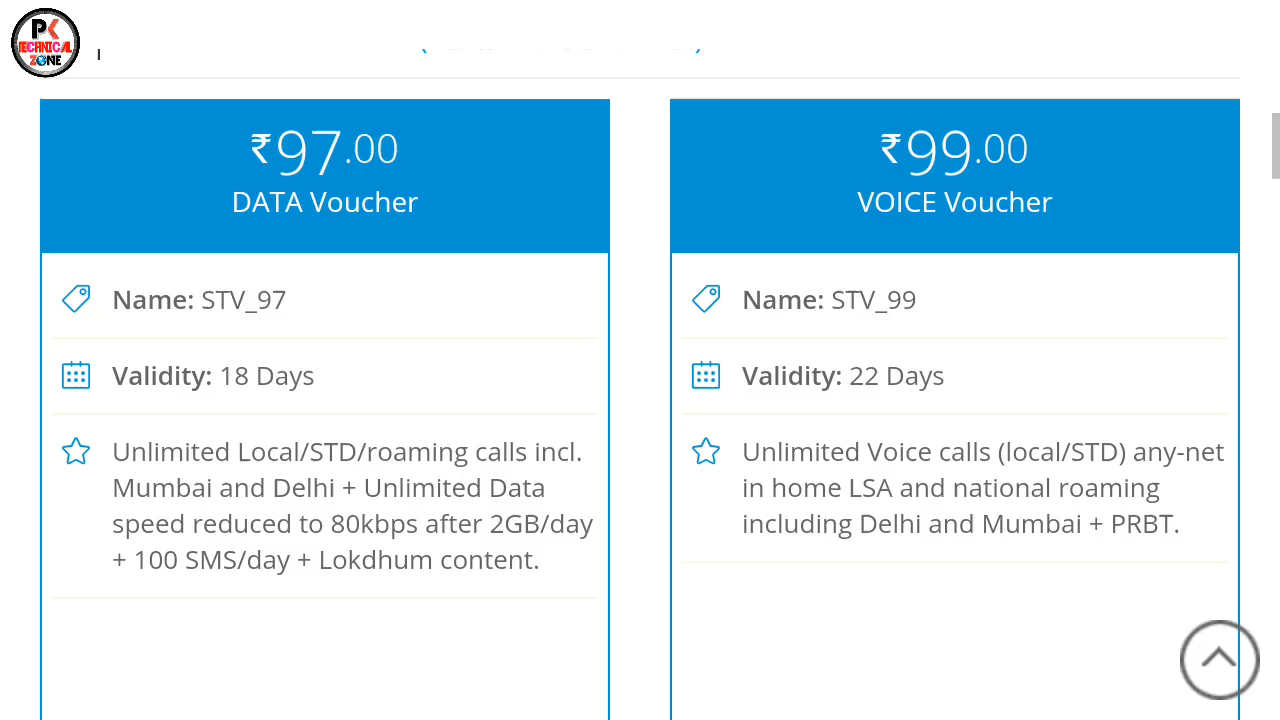 PK
TECHNICAL
ZONE
₹97.00
DATA Voucher
Name: STV_97
Validity: 18 Days
Unlimited Local/STD/roaming calls incl.
Mumbai and Delhi + Unlimited Data
speed reduced to 80kbps after 2GB/day
+ 100 SMS/day + Lokdhum content.
₹99.00
VOICE Voucher
Name: STV_99
Validity: 22 Days
Unlimited Voice calls (local/STD) any-net
in home LSA and national roaming
including Delhi and Mumbai + PRBT.